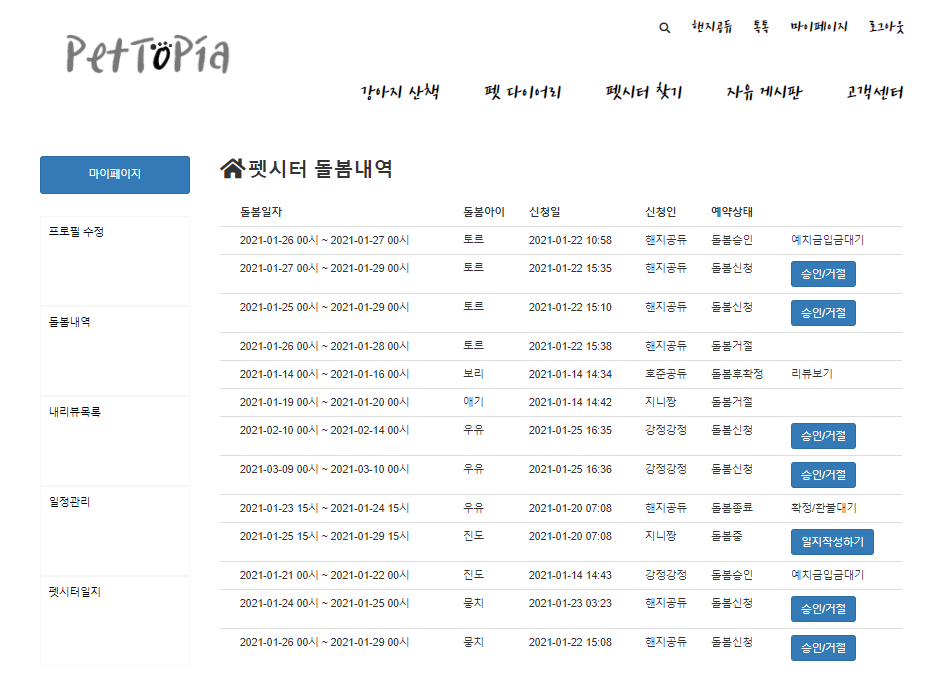 핸지공듀 톡톡 마이페이지 로그아웃
PetTopia
강아지 산책 펫 다이어리 펫시터 찾기 자유 게시판 고객센터
마이페이지
프로필 수정
돌봄내역
내리뷰목록
일정관리
펫시터일지
펫시터 돌봄내역
돌봄일자 돌봄아이 신청일 신청인 예약상태
2021-01-26 00시 ~ 2021-01-27 00시 토르 2021-01-22 10:58 핸지공듀 돌봄승인 예치금입금대기
2021-01-27 00시 ~ 2021-01-29 00시 토르 2021-01-22 15:35 핸지공듀 돌봄신청 승인/거절
2021-01-25 00시 ~ 2021-01-29 00시 토르 2021-01-22 15:10 핸지공듀 돌봄신청 승인/거절
2021-01-26 00시 ~ 2021-01-28 00시 토르 2021-01-22 15:38 핸지공듀 돌봄거절
2021-01-14 00시 ~ 2021-01-16 00시 보리 2021-01-14 14:34 호준공듀 돌봄후확정 리뷰보기
2021-01-19 00시 ~ 2021-01-20 00시 애기 2021-01-14 14:42 지니짱 돌봄거절
2021-02-10 00시 ~ 2021-02-14 00시 우유 2021-01-25 16:35 강정강정 돌봄신청 승인/거절
2021-03-09 00시 ~ 2021-03-10 00시 우유 2021-01-25 16:36 강정강정 돌봄신청 승인/거절
2021-01-23 15시 ~ 2021-01-24 15시 우유 2021-01-20 07:08 핸지공듀 돌봄종료 확정/환불대기
2021-01-25 15시 ~ 2021-01-29 15시 진도 2021-01-20 07:08 지니짱 돌봄중 일지작성하기
2021-01-21 00시 ~ 2021-01-22 00시 진도 2021-01-14 14:43 강정강정 돌봄승인 예치금입금대기
2021-01-24 00시 ~ 2021-01-25 00시 뭉치 2021-01-23 03:23 핸지공듀 돌봄신청 승인/거절
2021-01-26 00시 ~ 2021-01-29 00시 뭉치 2021-01-22 15:08 핸지공듀 돌봄신청 승인/거절